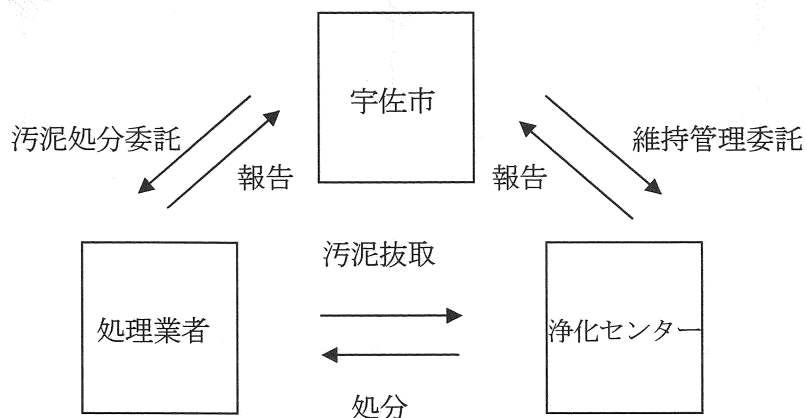 宇佐市
汚泥処分委託
維持管理委託
報告
報告
汚泥抜取
処理業者
浄化センター
処分